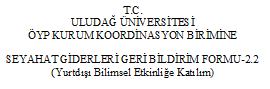 T.C.
ULUDAĞ ÜNİVERSİTESİ
ÖYP KURUM KOORDİNASYON BİRİMİNE
SEYAHAT GİDERLERİ GERİ BİLDİRİM FORMU-2.2
(Yurtdışı Bilimsel Etkinliğe Katılım)